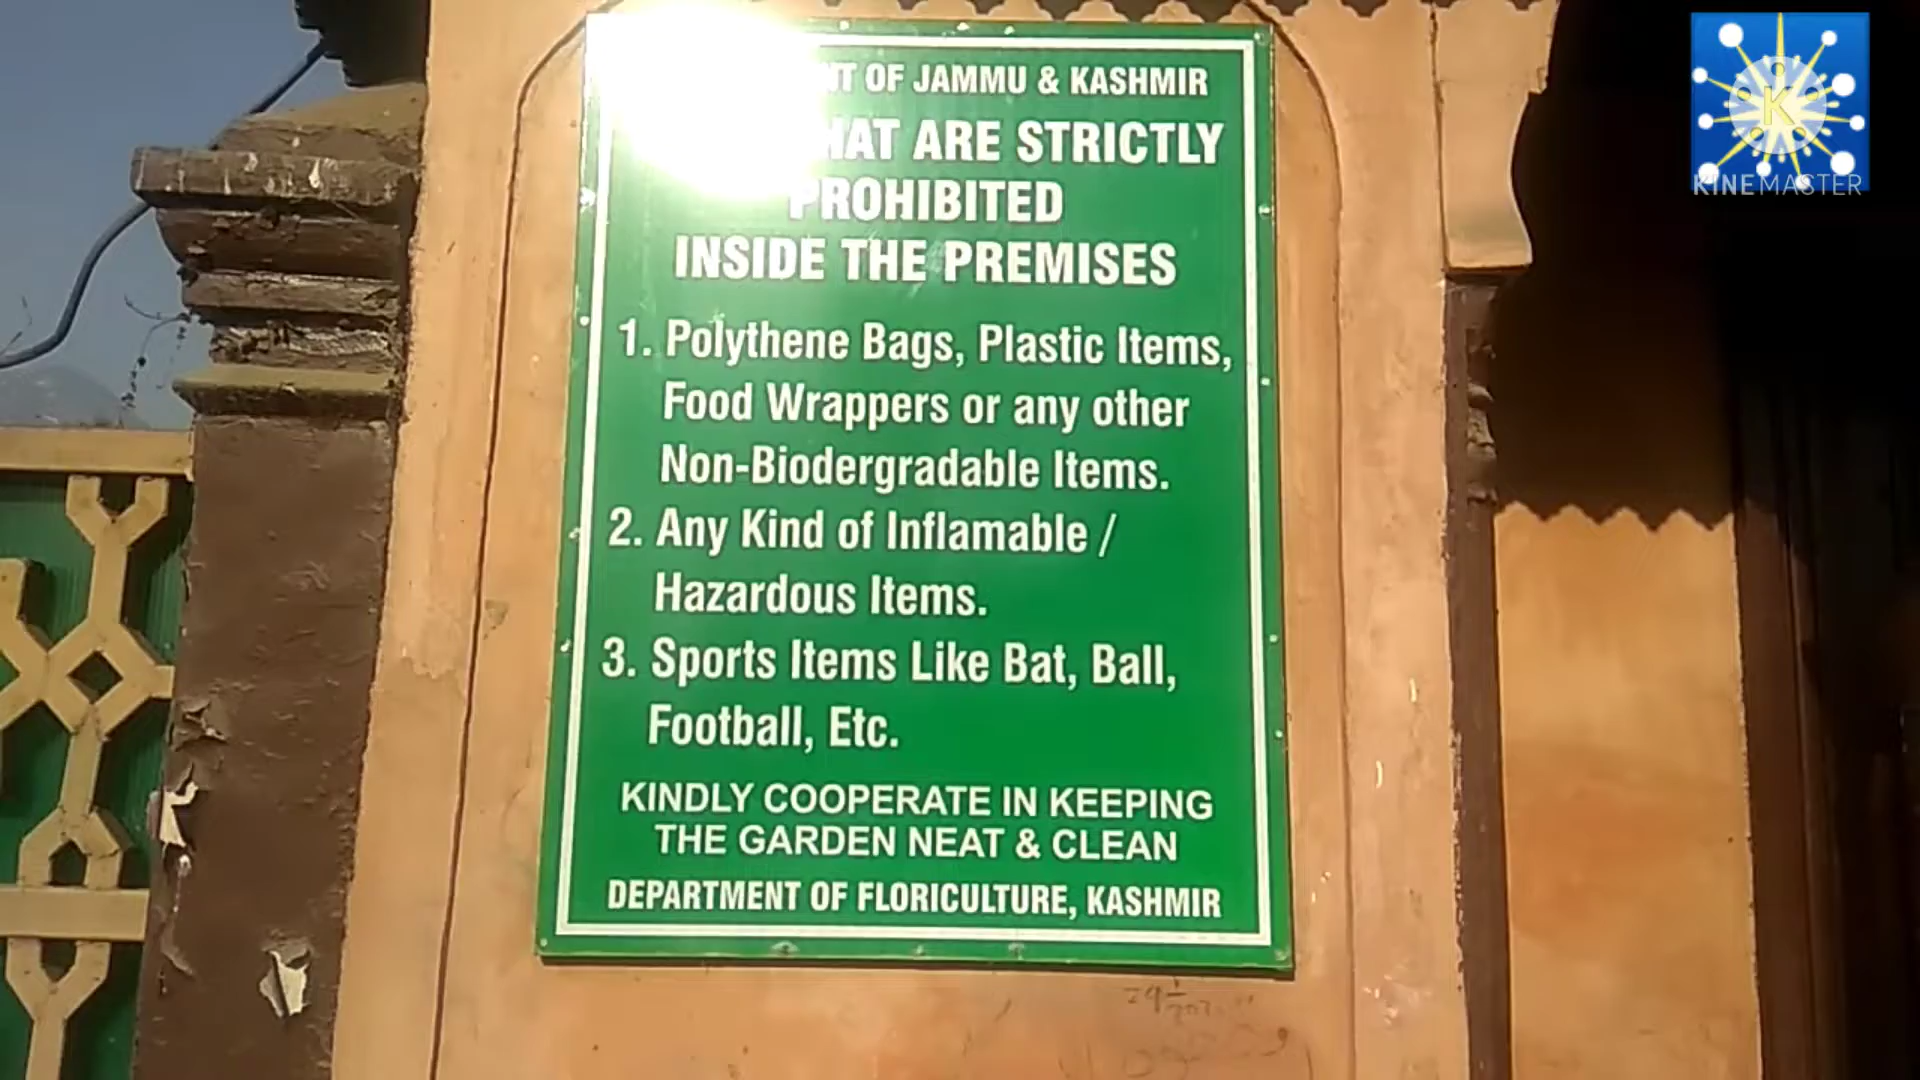 OF JAMMU & KASHMIR
ARE STRICTLY
PROHIBITED
INSIDE THE PREMISES
1. Polythene Bags, Plastic Items,
Food Wrappers or any other
Non-Biodergradable Items.
2. Any Kind of Inflamable /
Hazardous Items.
3. Sports Items Like Bat, Ball,
Football, Etc.
KINDLY COOPERATE IN KEEPING
THE GARDEN NEAT & CLEAN
DEPARTMENT OF FLORICULTURE, KASHMIR
K
KINEMASTER